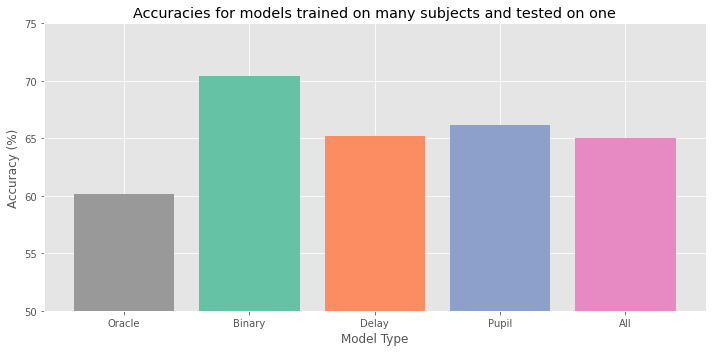 Accuracies for models trained on many subjects and tested on one
75
70
65
60
55
50
Accuracy (%)
Oracle Binary Delay Pupil All
Model Type